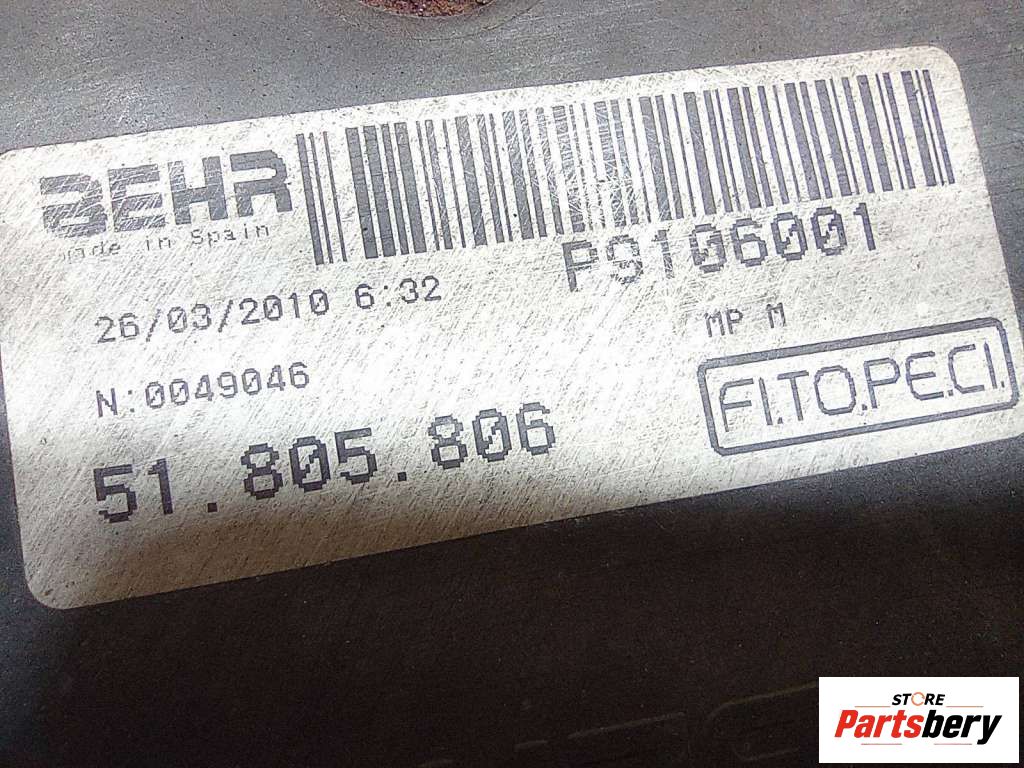 BEHR
made in Spain
P9106001
26/03/2010 6:32
MP M
N:0049046
FI.TO.PE.CI.
51.805.806
STORE
Partsbery